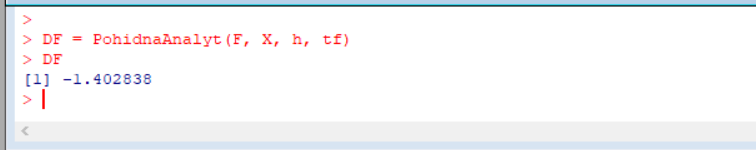 >
> DF = PohidnaAnalyt(F, X, h, tf)
> DF
[1] -1.402838
>